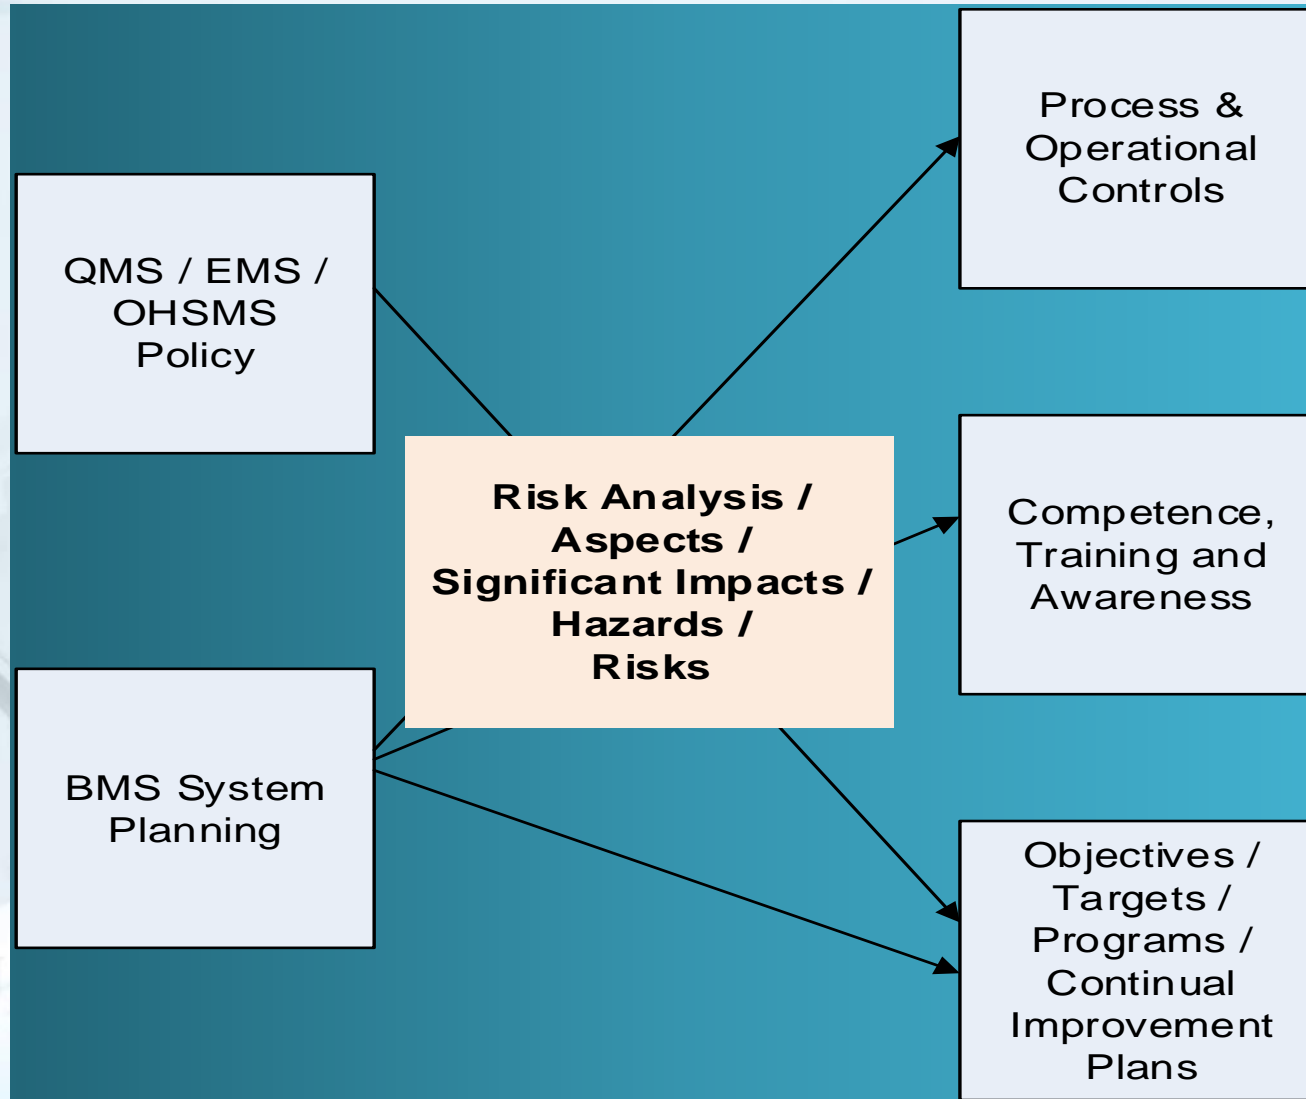 QMS / EMS /
OHSMS
Policy
BMS System
Planning
Risk Analysis /
Aspects /
Significant Impacts /
Hazards /
Risks
Process &
Operational
Controls
Competence,
Training and
Awareness
Objectives /
Targets /
Programs /
Continual
Improvement
Plans